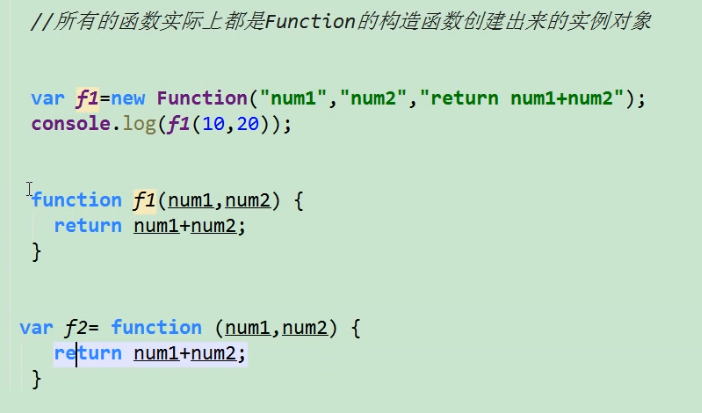 //所有的函数实际上都是Function的构造函数创建出来的实例对象
var f1=new Function("num1","num2","return num1+num2");
console.log(f1(10,20));
function f1(num1,num2) {
return num1+num2;
}
var f2= function (num1,num2) {
return num1+num2;
}